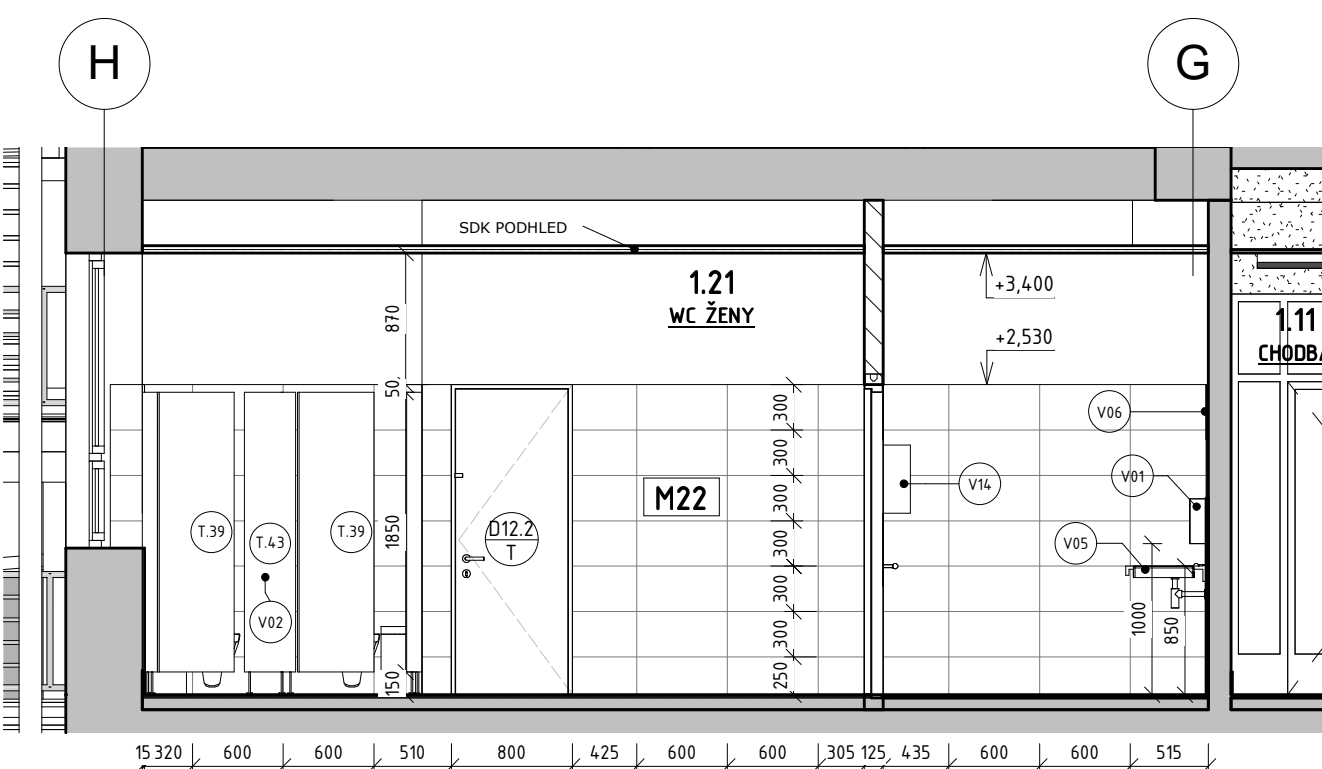 H
G
SDK PODHLED
1.21
WC ŽENY
+3,400
+2,530
1.11
CHODBA
870
50
1850
150
300
300
300
300
300
300
250
V06
V01
V14
V05
1000
850
M22
T.39
T.43
T.39
V02
D12.2
T
15 320 600 600 510 800 425 600 600 305 125 435 600 600 515